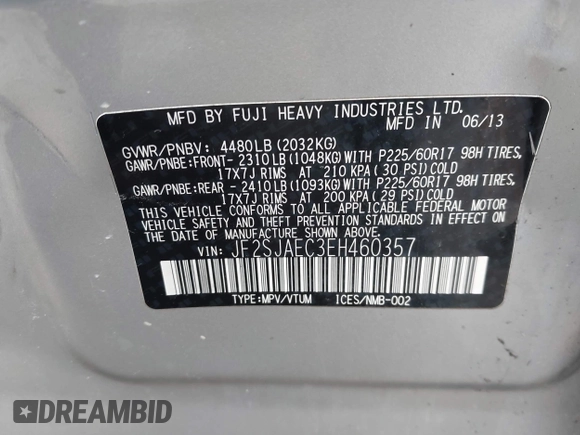 MFD BY FUJI HEAVY INDUSTRIES LTD.
MFD IN 06/13
GVWR/PNBV: 4480LB (2032KG)
GAWR/PNBE:FRONT- 2310LB (1048KG) WITH P225/60R17 98H TIRES,
17X7J RIMS AT 210 KPA ( 30 PSI) COLD
GAWR/PNBE:REAR - 2410LB (1093KG) WITH P225/60R17 98H TIRES,
17X7J RIMS AT 200 KPA ( 29 PSI) COLD
THIS VEHICLE CONFORMS TO ALL APPLICABLE FEDERAL MOTOR
VEHICLE SAFETY AND THEFT PREVENTION STANDARDS IN EFFECT ON
THE DATE OF MANUFACTURE SHOWN ABOVE.
VIN: JF2SJAEC3EH460357
TYPE:MPV/VTUM ICES/NMB-002
DREAMBID